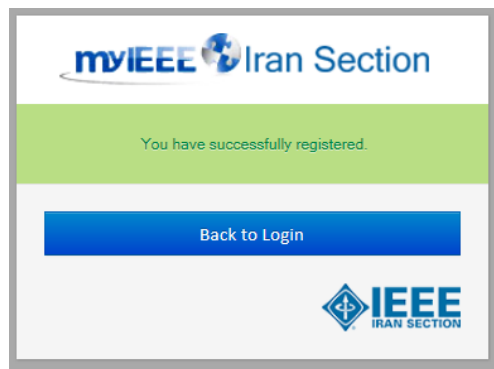 myIEEE Iran Section
You have successfully registered.
Back to Login
IEEE
IRAN SECTION